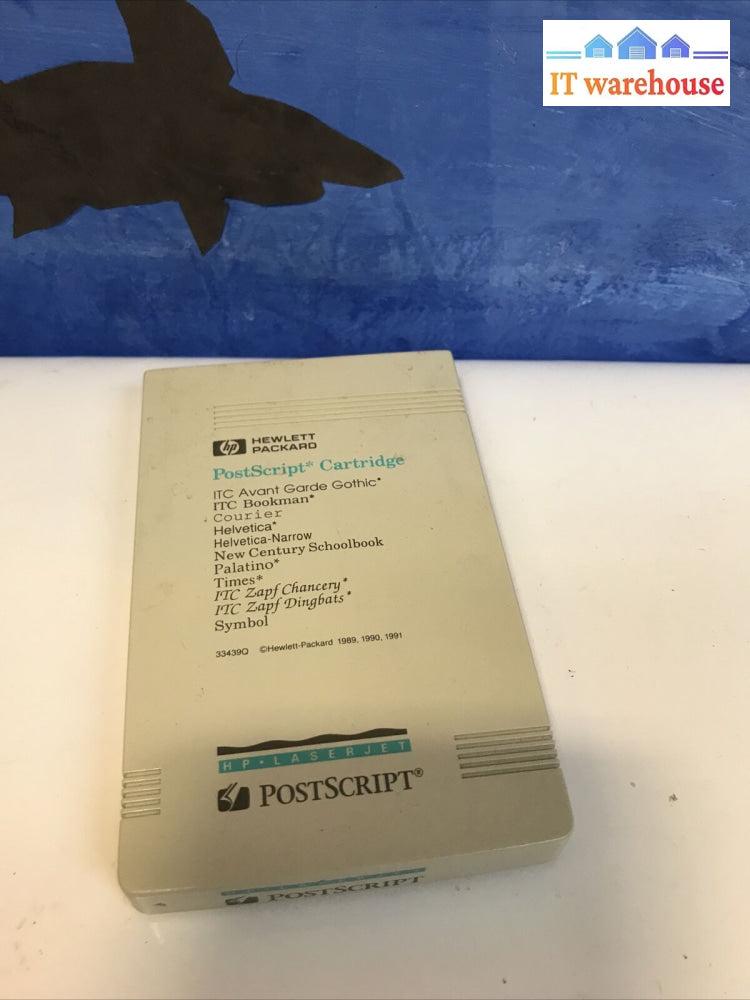 IT warehouse
hp HEWLETT
PACKARD
PostScript* Cartridge
ITC Avant Garde Gothic*
ITC Bookman*
Courier
Helvetica*
Helvetica-Narrow
New Century Schoolbook
Palatino*
Times*
ITC Zapf Chancery*
ITC Zapf Dingbats*
Symbol
33439Q ©Hewlett-Packard 1989, 1990, 1991
HP·LASERJET
POSTSCRIPT®
POSTSCRIPT